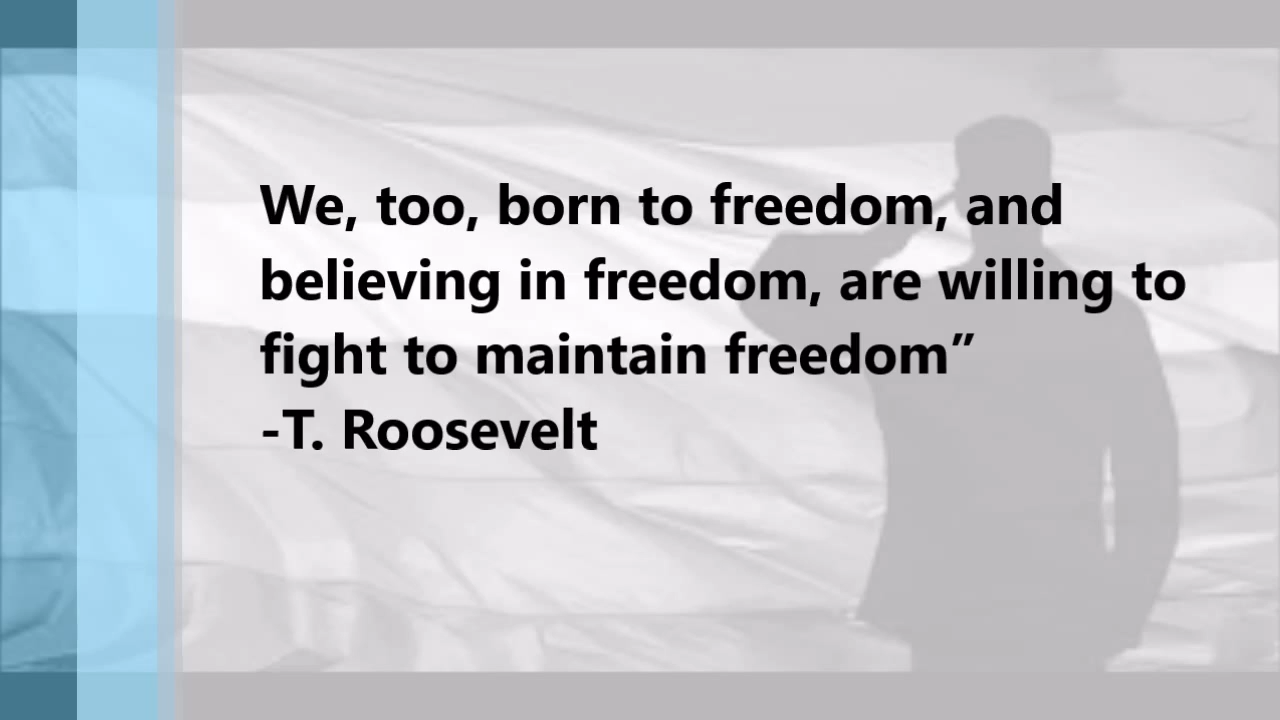 We, too, born to freedom, and
believing in freedom, are willing to
fight to maintain freedom”
-T. Roosevelt